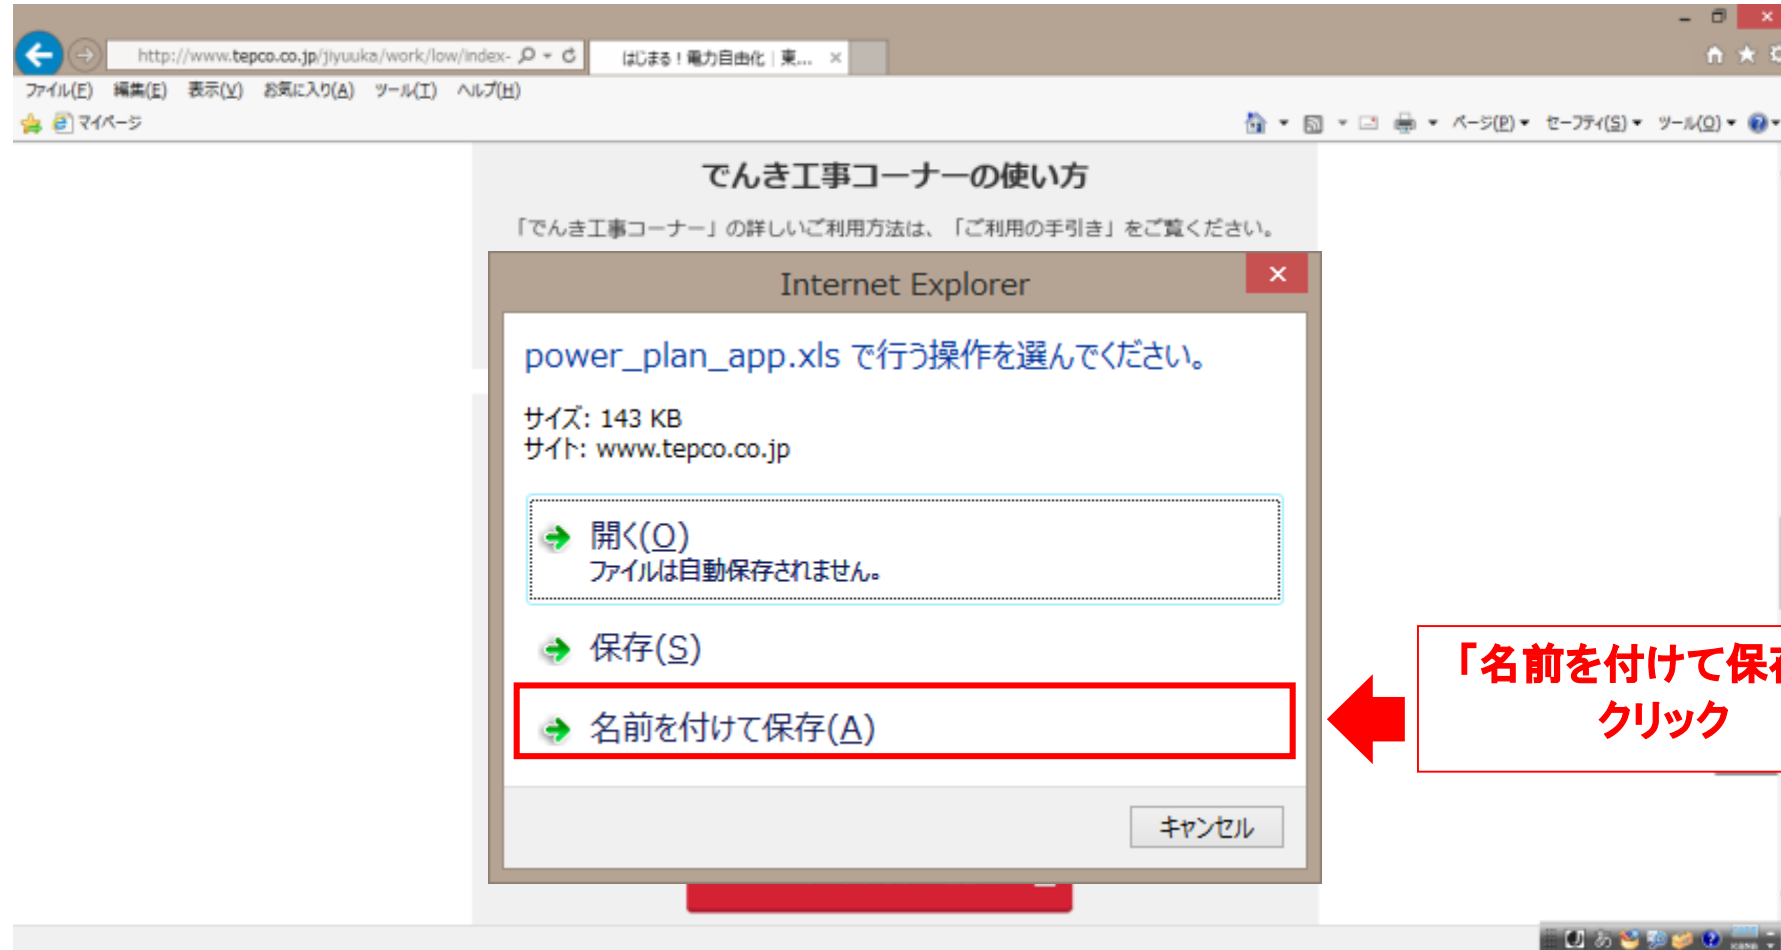 http://www.tepco.co.jp/jiyuuka/work/low/index-
はじまる！電力自由化｜東...
ファイル(F) 編集(E) 表示(V) お気に入り(A) ツール(T) ヘルプ(H)
マイページ
ページ(P) セーフティ(S) ツール(O)
でんき工事コーナーの使い方
「でんき工事コーナー」の詳しいご利用方法は、「ご利用の手引き」をご覧ください。
Internet Explorer
power_plan_app.xls で行う操作を選んでください。
サイズ: 143 KB
サイト: www.tepco.co.jp
開く(O)
ファイルは自動保存されません。
保存(S)
名前を付けて保存(A)
「名前を付けて保存
クリック
キャンセル
あ